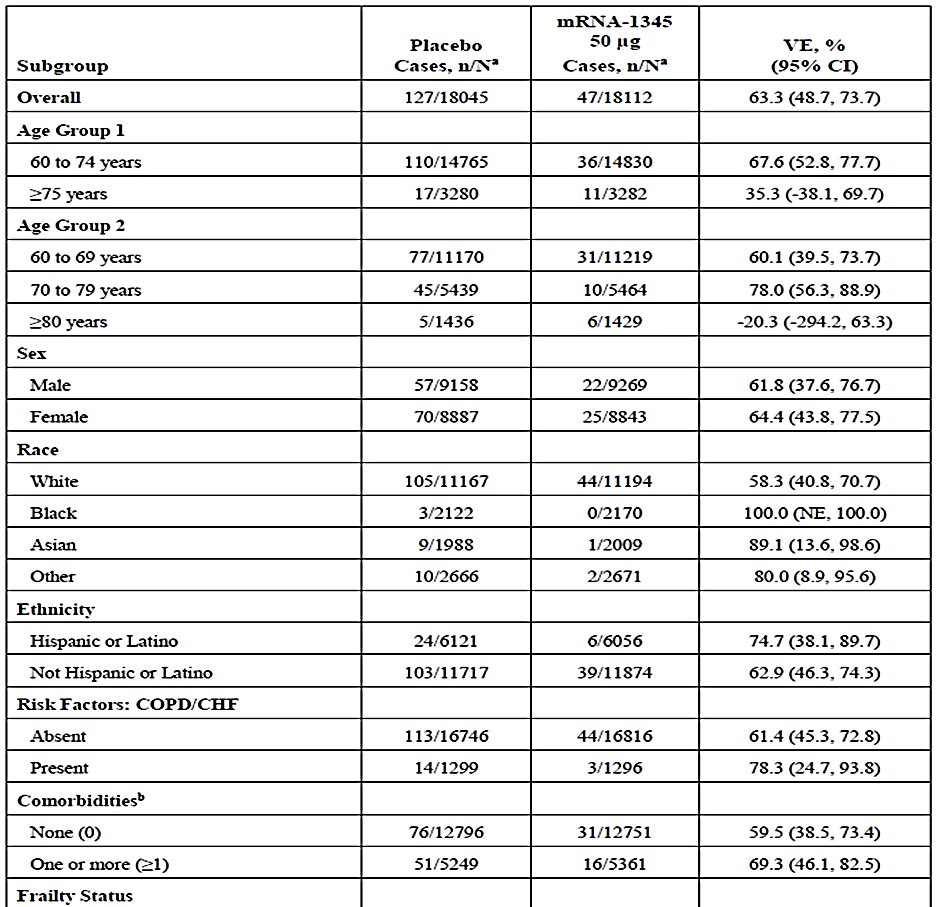 Subgroup Placebo Cases, n/Nᵃ mRNA-1345 50 µg Cases, n/Nᵃ VE, % (95% CI)
Overall 127/18045 47/18112 63.3 (48.7, 73.7)
Age Group 1
60 to 74 years 110/14765 36/14830 67.6 (52.8, 77.7)
≥75 years 17/3280 11/3282 35.3 (-38.1, 69.7)
Age Group 2
60 to 69 years 77/11170 31/11219 60.1 (39.5, 73.7)
70 to 79 years 45/5439 10/5464 78.0 (56.3, 88.9)
≥80 years 5/1436 6/1429 -20.3 (-294.2, 63.3)
Sex
Male 57/9158 22/9269 61.8 (37.6, 76.7)
Female 70/8887 25/8843 64.4 (43.8, 77.5)
Race
White 105/11167 44/11194 58.3 (40.8, 70.7)
Black 3/2122 0/2170 100.0 (NE, 100.0)
Asian 9/1988 1/2009 89.1 (13.6, 98.6)
Other 10/2666 2/2671 80.0 (8.9, 95.6)
Ethnicity
Hispanic or Latino 24/6121 6/6056 74.7 (38.1, 89.7)
Not Hispanic or Latino 103/11717 39/11874 62.9 (46.3, 74.3)
Risk Factors: COPD/CHF
Absent 113/16746 44/16816 61.4 (45.3, 72.8)
Present 14/1299 3/1296 78.3 (24.7, 93.8)
Comorbiditiesᵇ
None (0) 76/12796 31/12751 59.5 (38.5, 73.4)
One or more (≥1) 51/5249 16/5361 69.3 (46.1, 82.5)
Frailty Status